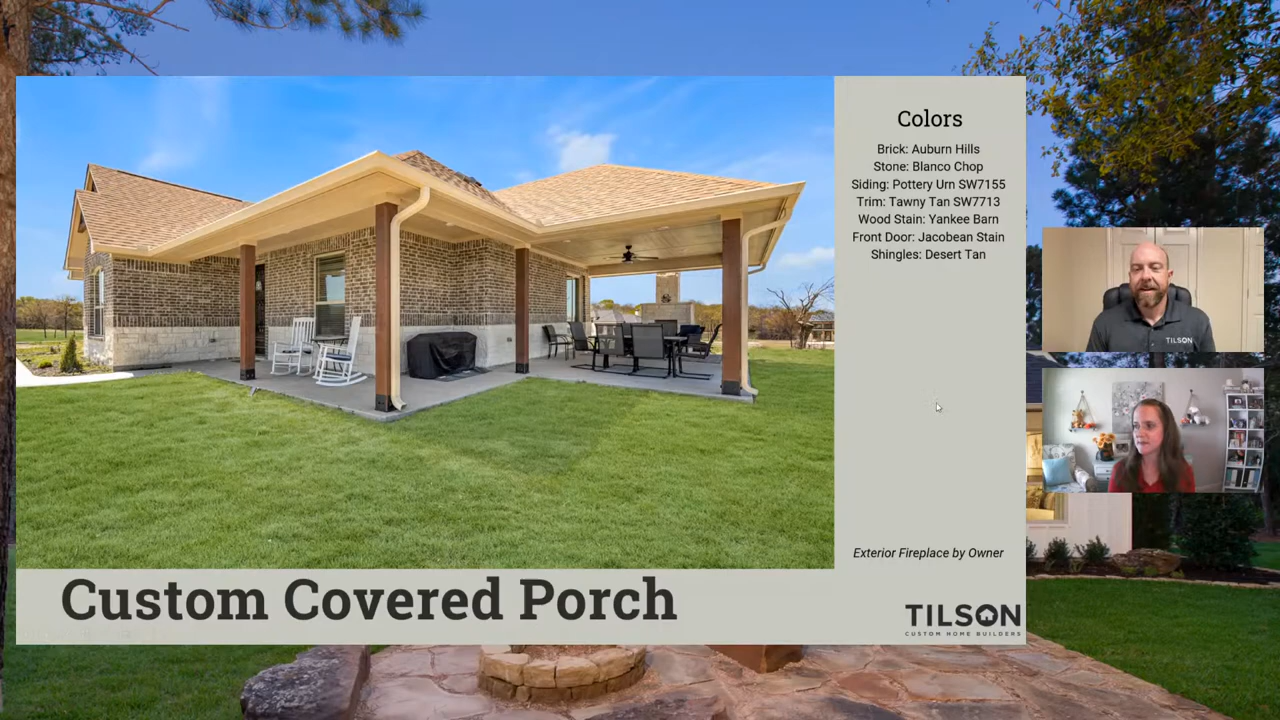 Colors
Brick: Auburn Hills
Stone: Blanco Chop
Siding: Pottery Urn SW7155
Trim: Tawny Tan SW7713
Wood Stain: Yankee Barn
Front Door: Jacobean Stain
Shingles: Desert Tan
TILSON
Exterior Fireplace by Owner
Custom Covered Porch
TILSON
CUSTOM HOME BUILDERS